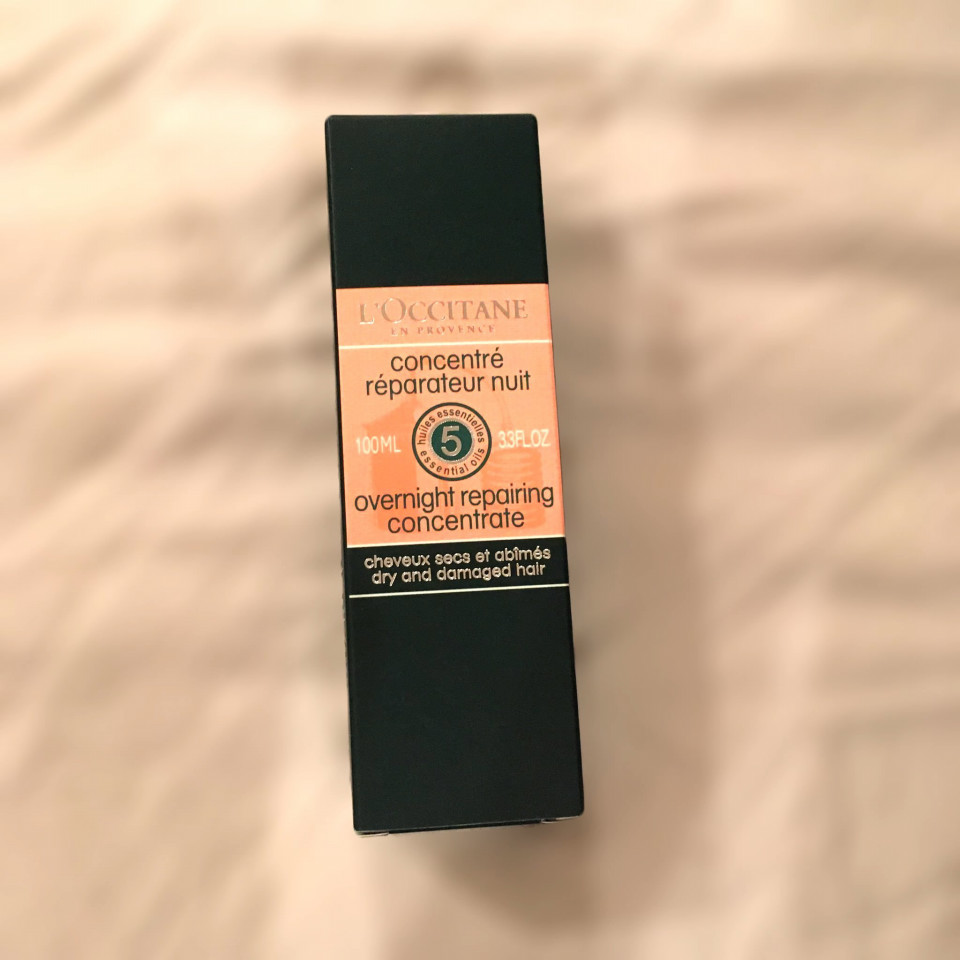 L'OCCITANE
EN PROVENCE
concentré
réparateur nuit
100ML
huiles essentielles
5
essential oils
3.3FL.OZ
overnight repairing
concentrate
cheveux secs et abîmés
dry and damaged hair